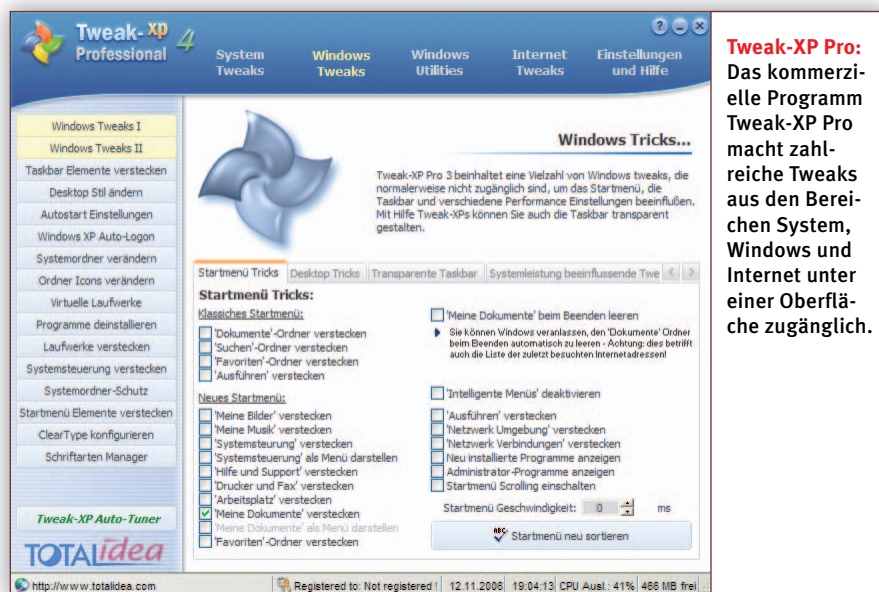 Tweak-XP
Professional 4
System
Tweaks
Windows
Tweaks
Windows
Utilities
Internet
Tweaks
Einstellungen
und Hilfe
Windows Tweaks I
Windows Tweaks II
Taskbar Elemente verstecken
Desktop Stil ändern
Autostart Einstellungen
Windows XP Auto-Logon
Systemordner verändern
Ordner Icons verändern
Virtuelle Laufwerke
Programme deinstallieren
Laufwerke verstecken
Systemsteuerung verstecken
Systemordner-Schutz
Startmenü Elemente verstecken
ClearType konfigurieren
Schriftarten Manager
Tweak-XP Auto-Tuner
TOTALidea
Windows Tricks...
Tweak-XP Pro 3 beinhaltet eine Vielzahl von Windows tweaks, die
normalerweise nicht zugänglich sind, um das Startmenü, die
Taskbar und verschiedene Performance Einstellungen beeinflußen.
Mit Hilfe Tweak-XPs können Sie auch die Taskbar transparent
gestalten.
Startmenü Tricks
Desktop Tricks
Transparente Taskbar
Systemleistung beeinflussende Twe
Startmenü Tricks:
Klassiches Startmenü:
'Dokumente'-Ordner verstecken
'Suchen'-Ordner verstecken
'Favoriten'-Ordner verstecken
'Ausführen' verstecken
Neues Startmenü:
'Meine Bilder' verstecken
'Meine Musik' verstecken
'Systemsteurung' verstecken
'Systemsteuerung' als Menü darstellen
'Hilfe und Support' verstecken
'Drucker und Fax' verstecken
'Arbeitsplatz' verstecken
'Meine Dokumente' verstecken
'Meine Dokumente' als Menü darstellen
'Favoriten'-Ordner verstecken
'Meine Dokumente' beim Beenden leeren
Sie können Windows veranlassen, den 'Dokumente' Ordner
beim Beenden automatisch zu leeren - Achtung: dies betrifft
auch die Liste der zuletzt besuchten Internetadressen!
'Intelligente Menüs' deaktivieren
'Ausführen' verstecken
'Netzwerk Umgebung' verstecken
'Netzwerk Verbindungen' verstecken
Neu installierte Programme anzeigen
Administrator-Programme anzeigen
Startmenü Scrolling einschalten
Startmenü Geschwindigkeit: 0 ms
ABC Startmenü neu sortieren
http://www.totalidea.com
Registered to: Not registered !
12.11.2006
19:04:13
CPU Ausl.: 41%
466 MB frei
Tweak-XP Pro:
Das kommerzi-
elle Programm
Tweak-XP Pro
macht zahl-
reiche Tweaks
aus den Berei-
chen System,
Windows und
Internet unter
einer Oberflä-
che zugänglich.